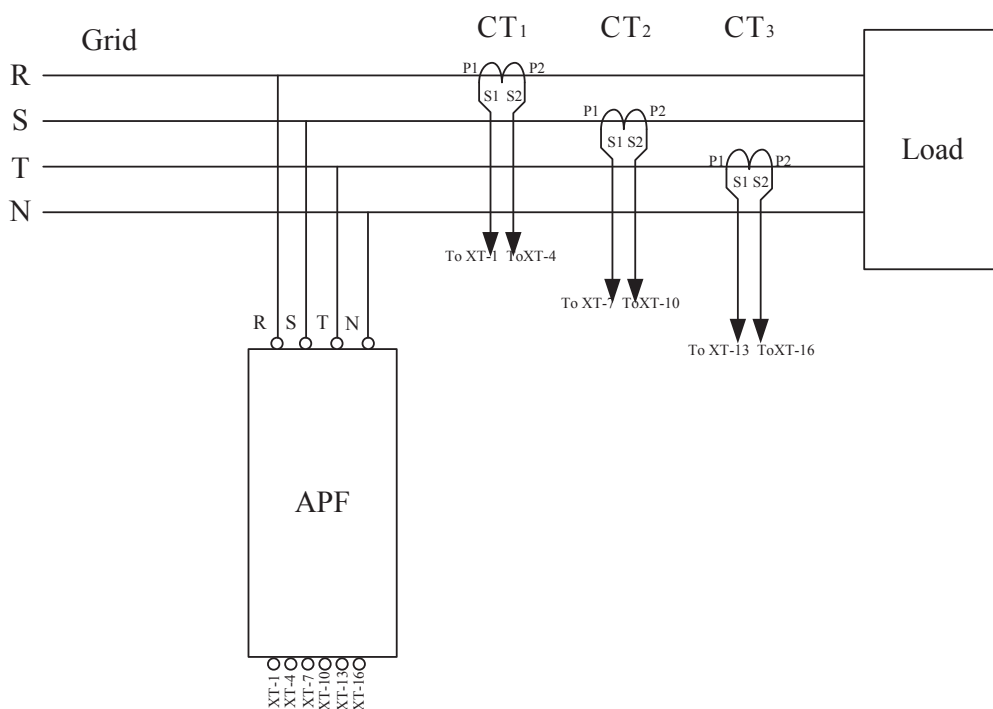 Grid CT1 CT2 CT3
R P1 P2
S1 S2
S P1 P2
S1 S2
Load
T P1 P2
S1 S2
N
To XT-1 ToXT-4
To XT-7 ToXT-10
R S T N
To XT-13 ToXT-16
APF
XT-1 XT-4 XT-7 XT-10 XT-13 XT-16